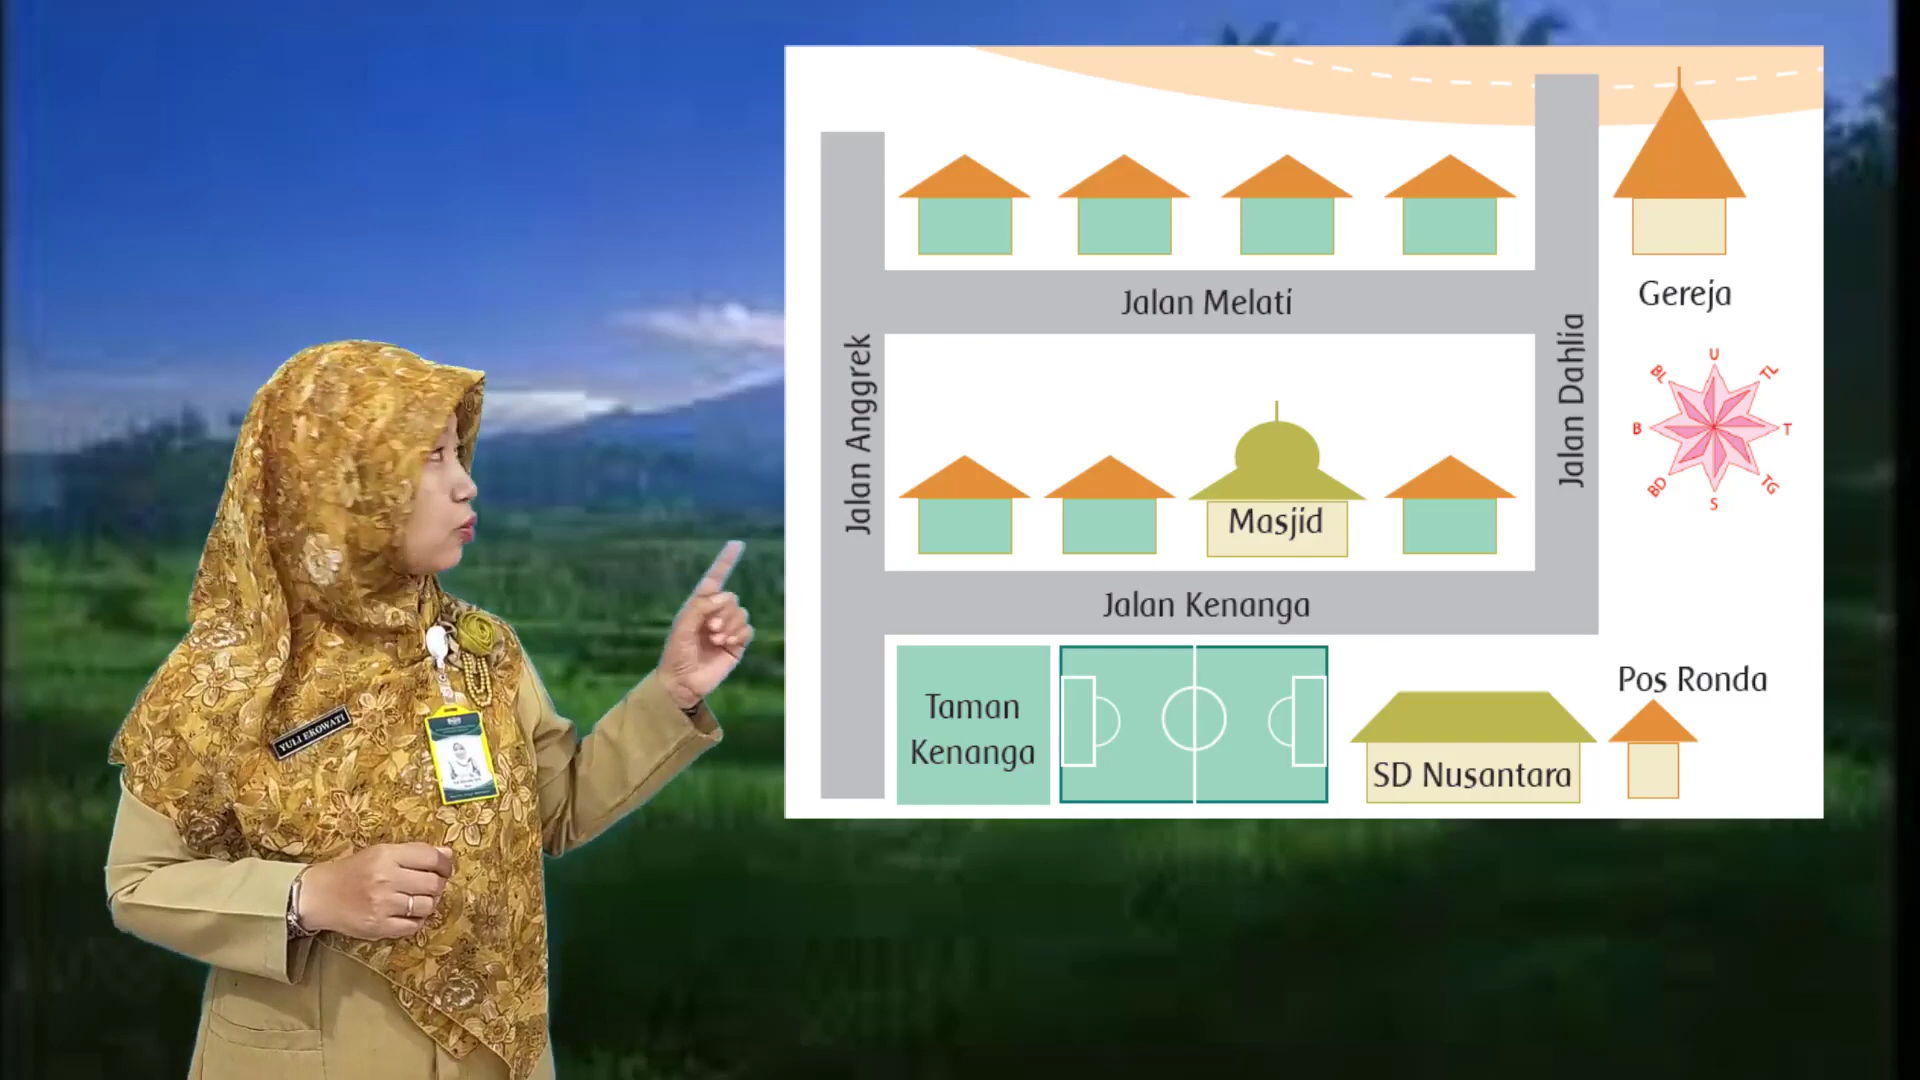 YULI EKOWATI
Jalan Melati
Jalan Anggrek
Jalan Dahlia
Gereja
U
BL
TL
B
T
BD
TG
S
Masjid
Jalan Kenanga
Taman
Kenanga
SD Nusantara
Pos Ronda